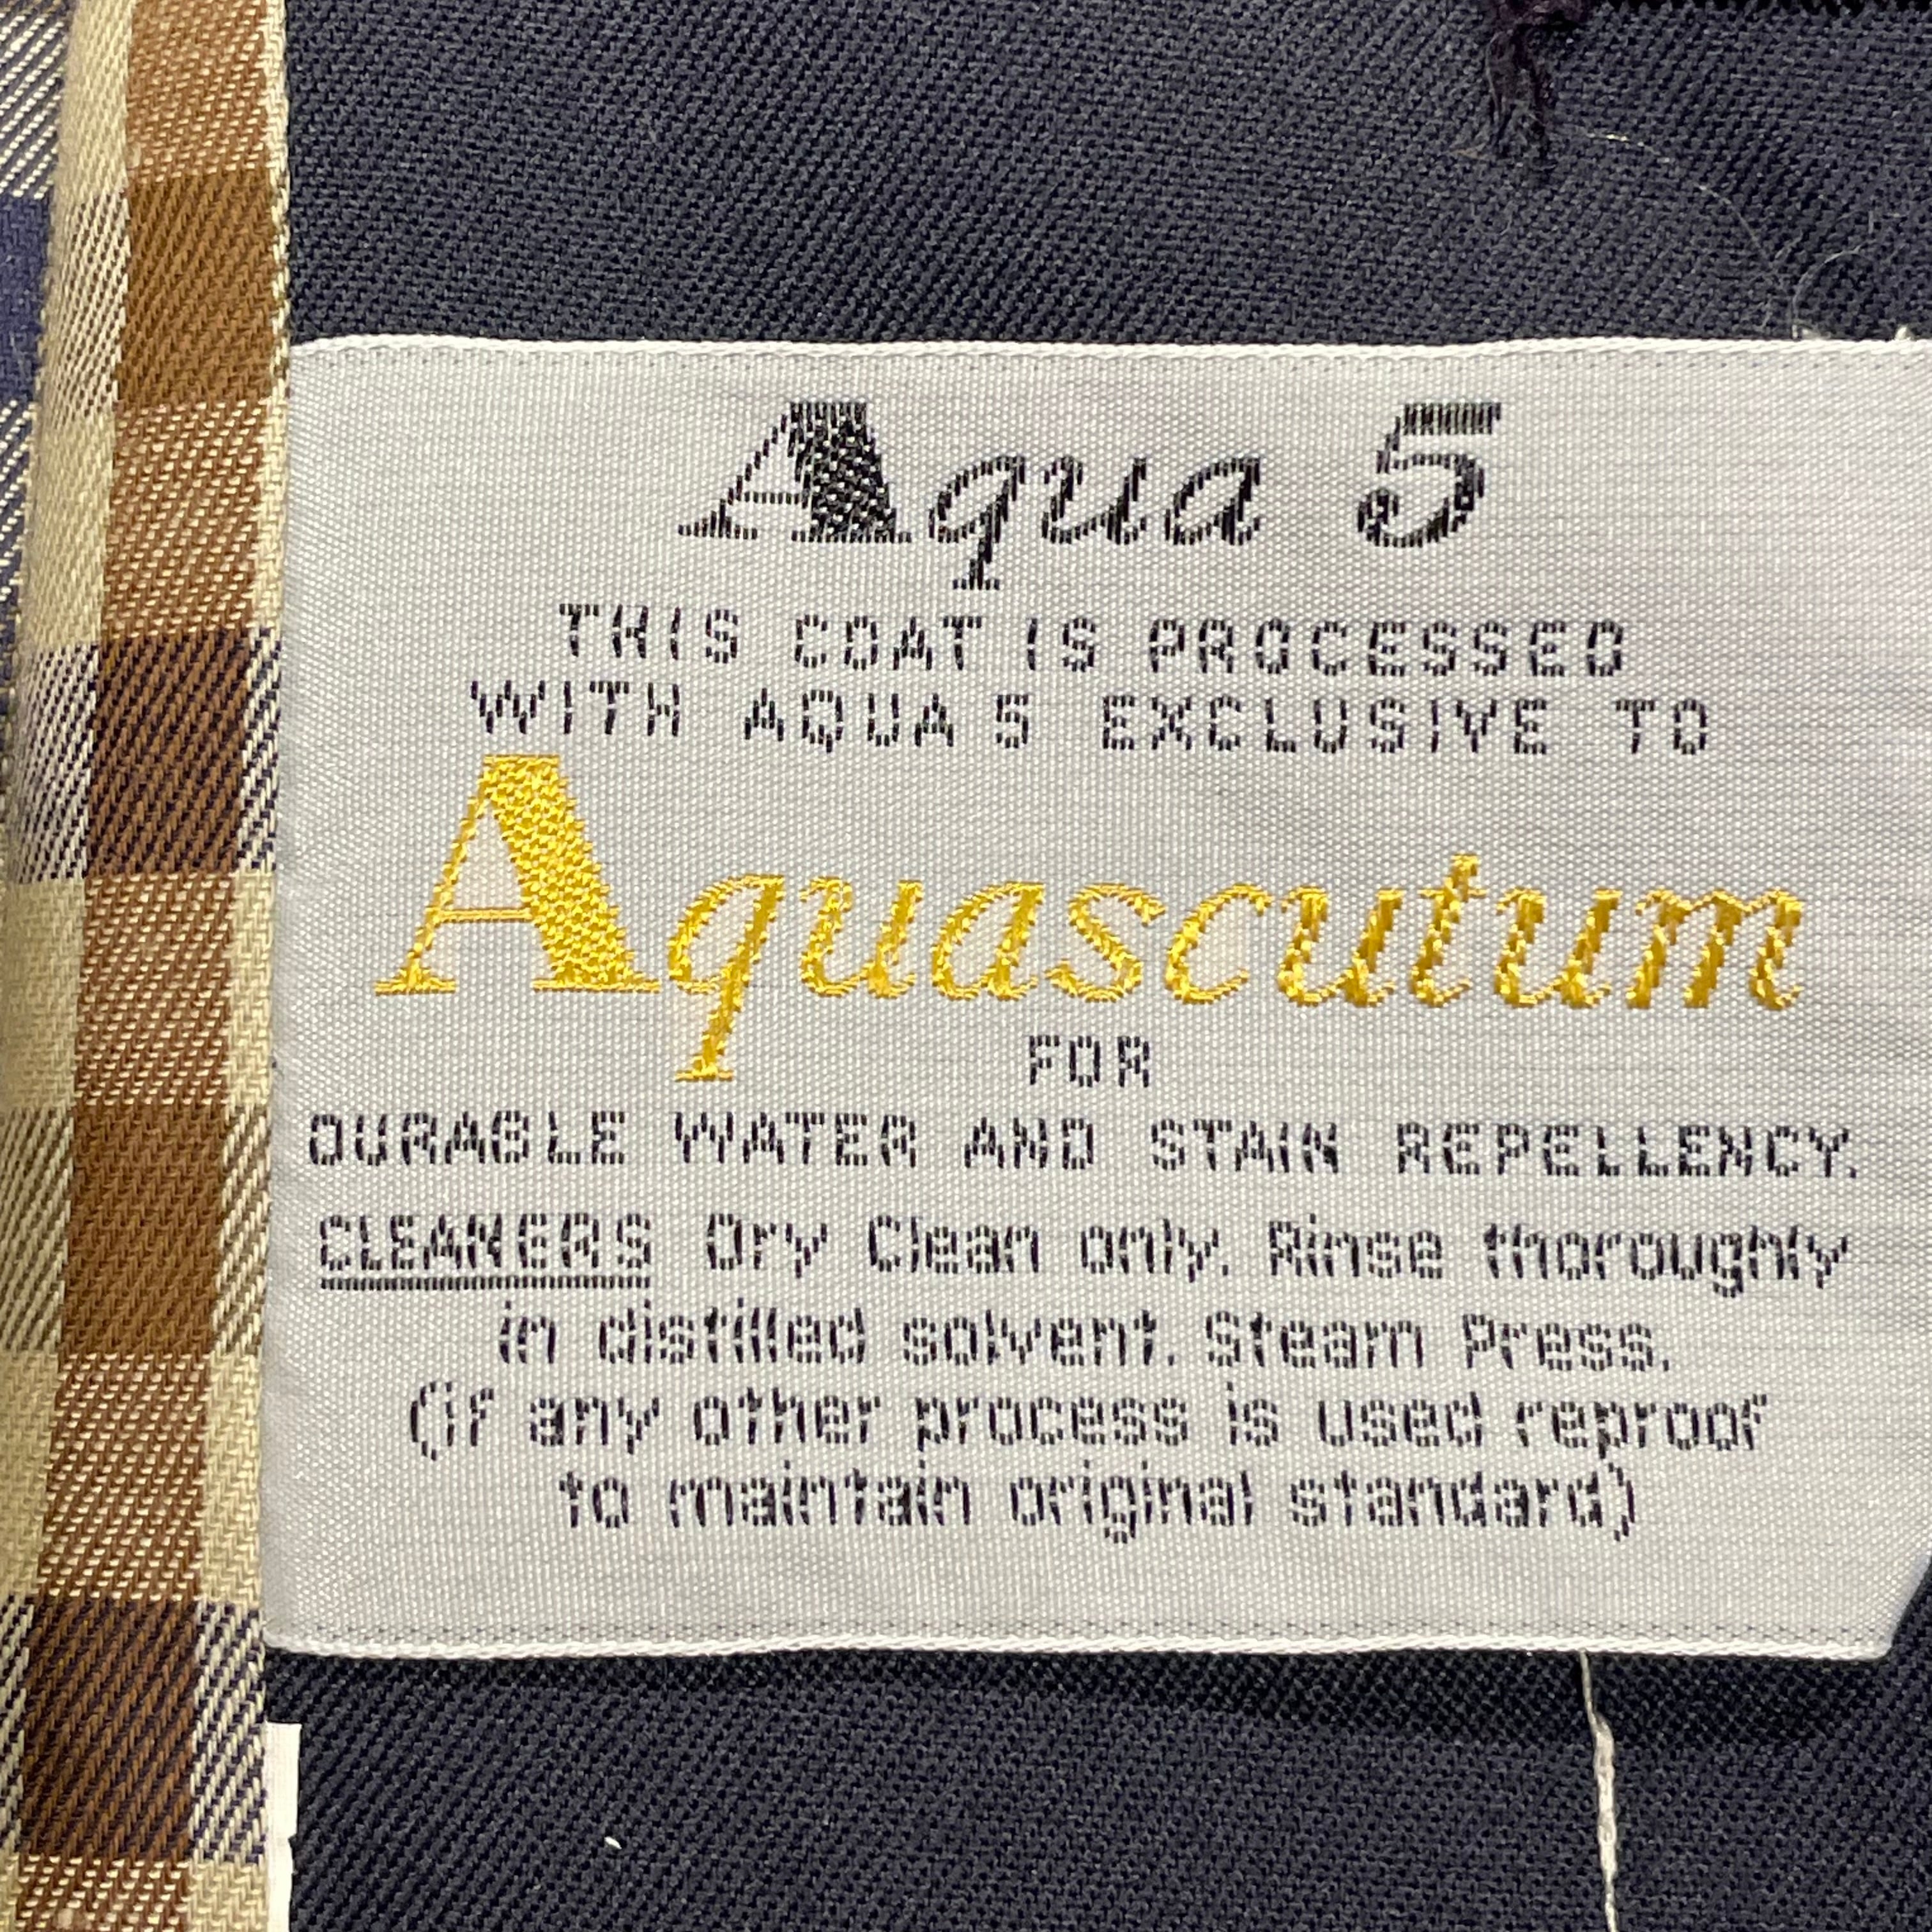 Aqua 5
THIS COAT IS PROCESSED
WITH AQUA 5 EXCLUSIVE TO
Aquascutum
FOR
DURABLE WATER AND STAIN REPELLENCY.
CLEANERS Dry Clean only. Rinse thoroughly
in distilled solvent. Steam Press.
(if any other process is used reproof
to maintain original standard)